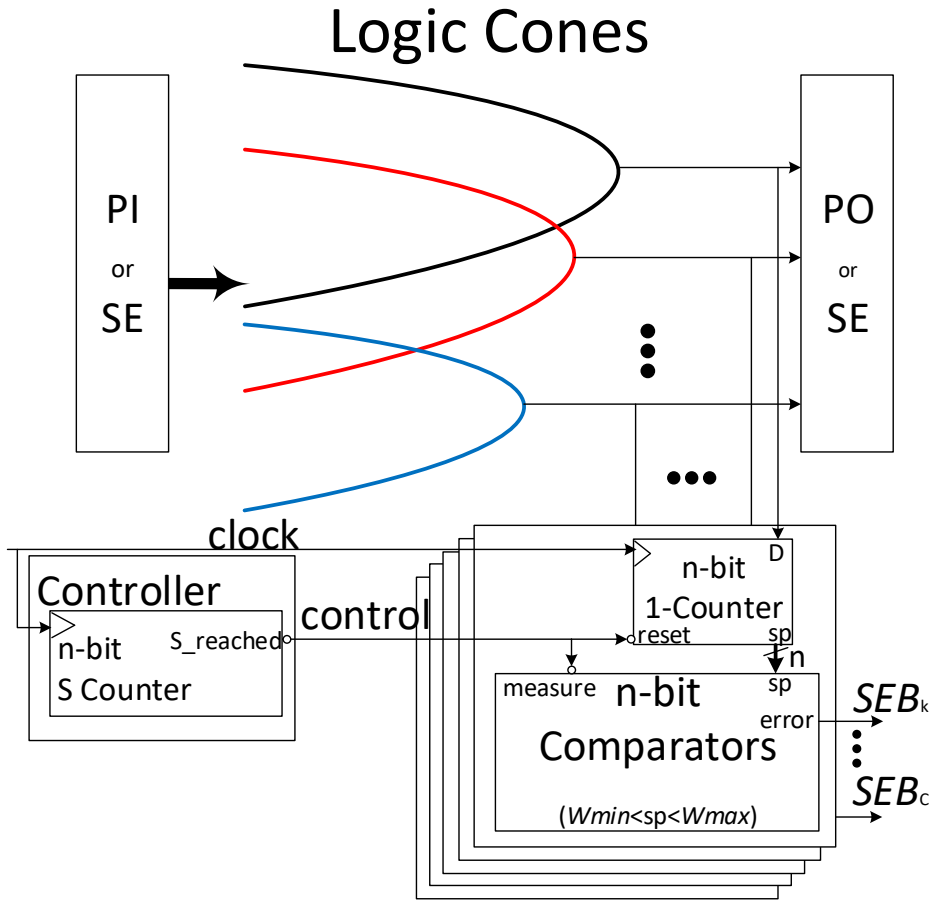 Logic Cones
PI
or
SE
PO
or
SE
clock
Controller
n-bit
S Counter
S_reached
control
D
n-bit
1-Counter
reset
sp
n
measure
sp
n-bit
Comparators
error
(Wmin<sp<Wmax)
SEBk
SEBC